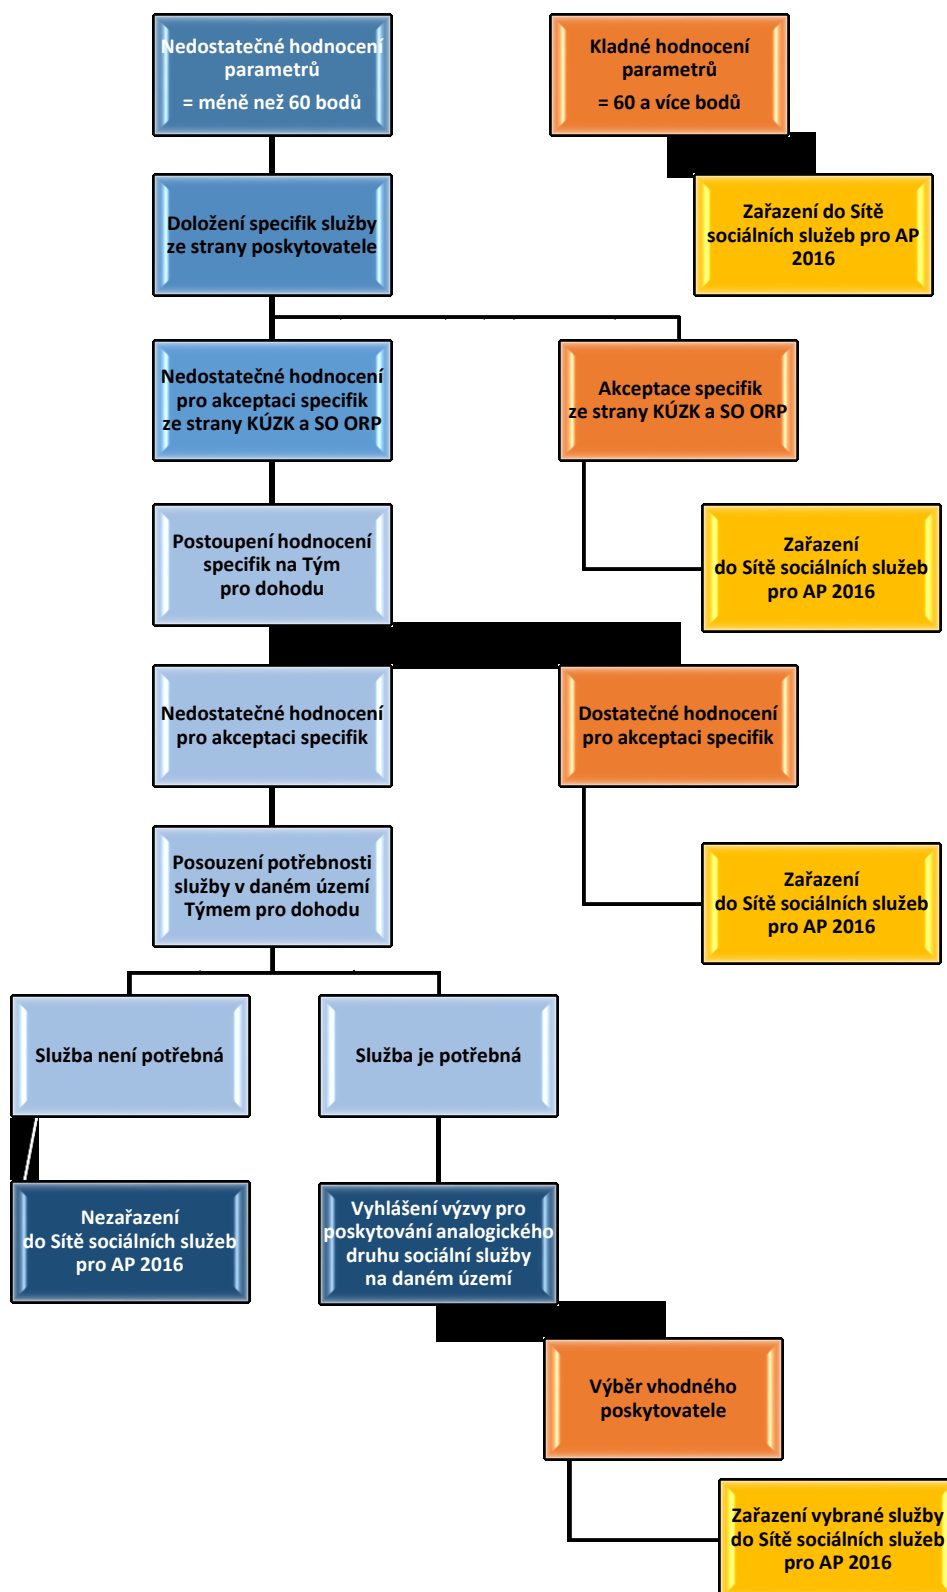 Nedostatečné hodnocení
parametrů
= méně než 60 bodů
Kladné hodnocení
parametrů
= 60 a více bodů
Doložení specifik služby
ze strany poskytovatele
Zařazení do Sítě
sociálních služeb pro AP
2016
Nedostatečné hodnocení
pro akceptaci specifik
ze strany KÚZK a SO ORP
Akceptace specifik
ze strany KÚZK a SO ORP
Postoupení hodnocení
specifik na Tým
pro dohodu
Zařazení
do Sítě sociálních služeb
pro AP 2016
Nedostatečné hodnocení
pro akceptaci specifik
Dostatečné hodnocení
pro akceptaci specifik
Posouzení potřebnosti
služby v daném území
Týmem pro dohodu
Zařazení
do Sítě sociálních služeb
pro AP 2016
Služba není potřebná
Služba je potřebná
Nezařazení
do Sítě sociálních služeb
pro AP 2016
Vyhlášení výzvy pro
poskytování analogického
druhu sociální služby
na daném území
Výběr vhodného
poskytovatele
Zařazení vybrané služby
do Sítě sociálních služeb
pro AP 2016